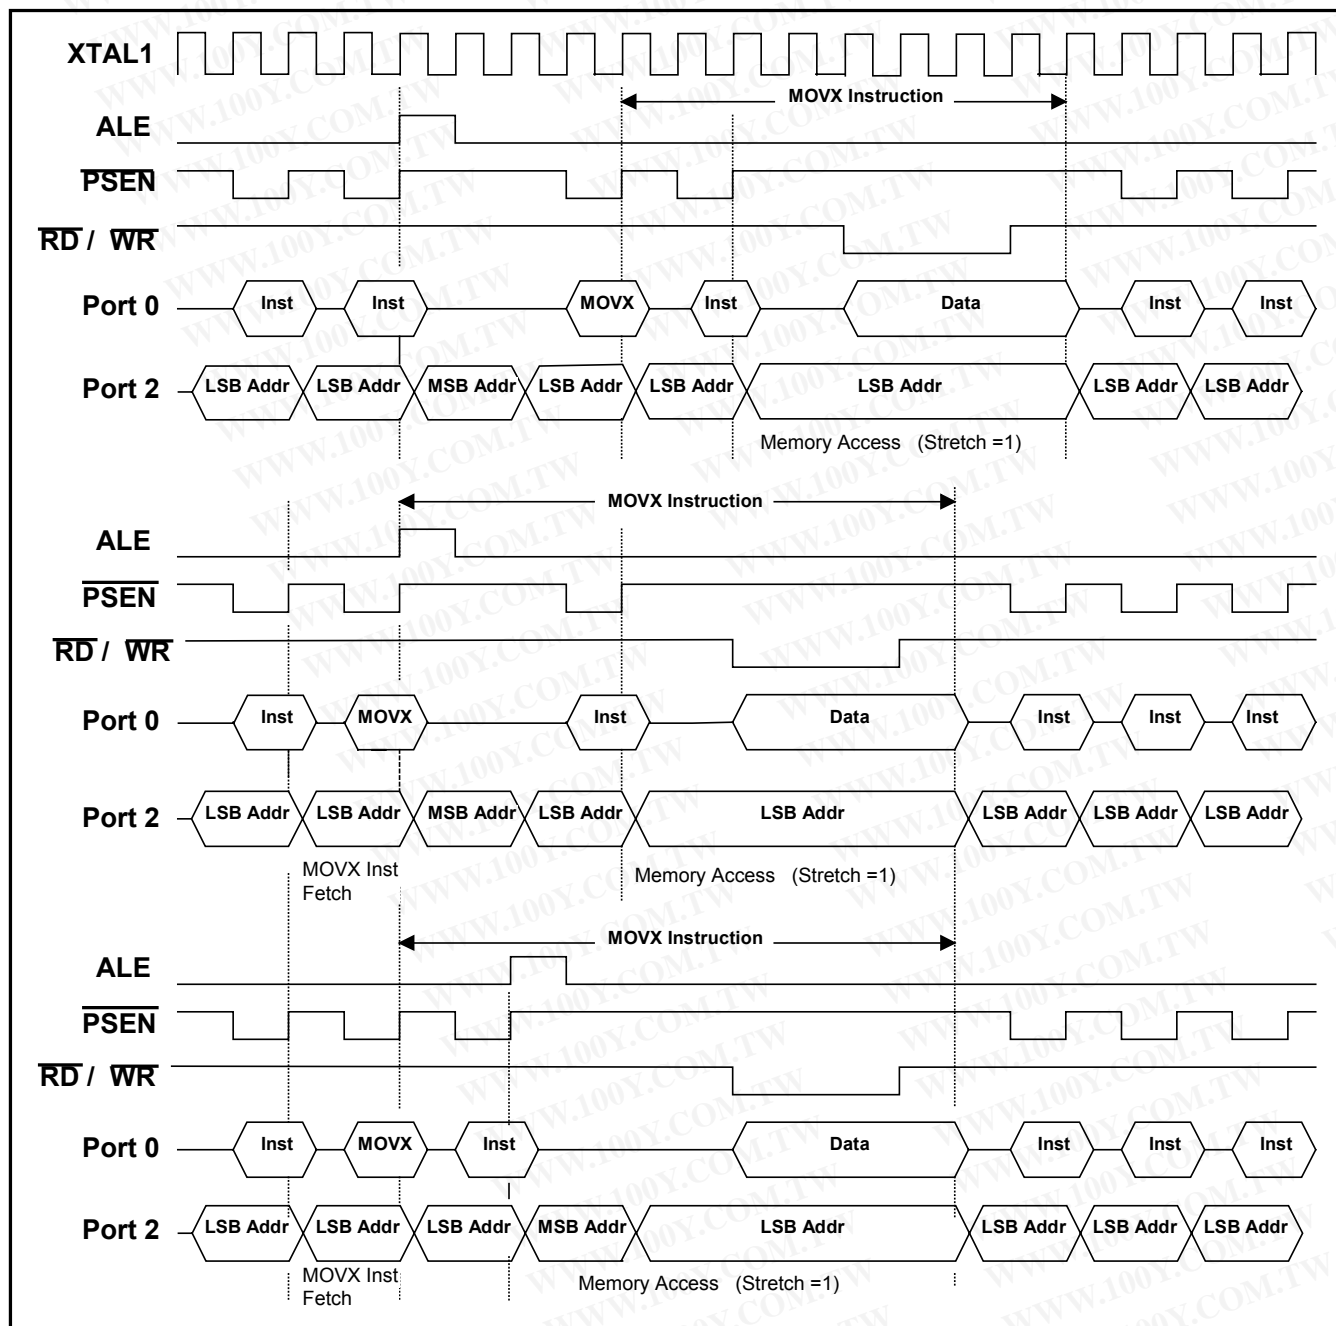 XTAL1
MOVX Instruction
ALE
PSEN
RD / WR
Port 0 Inst Inst MOVX Inst Data Inst Inst
Port 2 LSB Addr LSB Addr MSB Addr LSB Addr LSB Addr LSB Addr LSB Addr LSB Addr
Memory Access (Stretch =1)
MOVX Instruction
ALE
PSEN
RD / WR
Port 0 Inst MOVX Inst Data Inst Inst Inst
Port 2 LSB Addr LSB Addr MSB Addr LSB Addr LSB Addr LSB Addr LSB Addr LSB Addr
MOVX Inst
Fetch
Memory Access (Stretch =1)
MOVX Instruction
ALE
PSEN
RD / WR
Port 0 Inst MOVX Inst Data Inst Inst Inst
Port 2 LSB Addr LSB Addr LSB Addr MSB Addr LSB Addr LSB Addr LSB Addr LSB Addr
MOVX Inst
Fetch
Memory Access (Stretch =1)
WWW.100Y.COM.TW